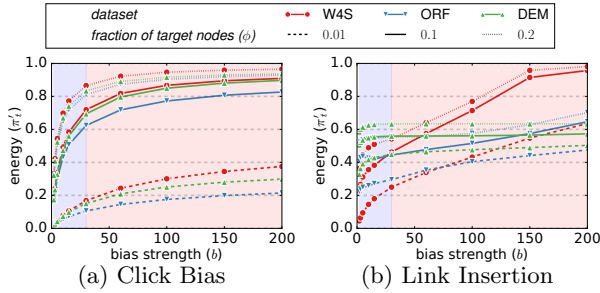 dataset W4S ORF DEM
fraction of target nodes (ϕ) 0.01 0.1 0.2
1.0
0.8
0.6
0.4
0.2
0.0
energy (π′t)
0 50 100 150 200
bias strength (b)
(a) Click Bias
1.0
0.8
0.6
0.4
0.2
0.0
energy (π′t)
0 50 100 150 200
bias strength (b)
(b) Link Insertion